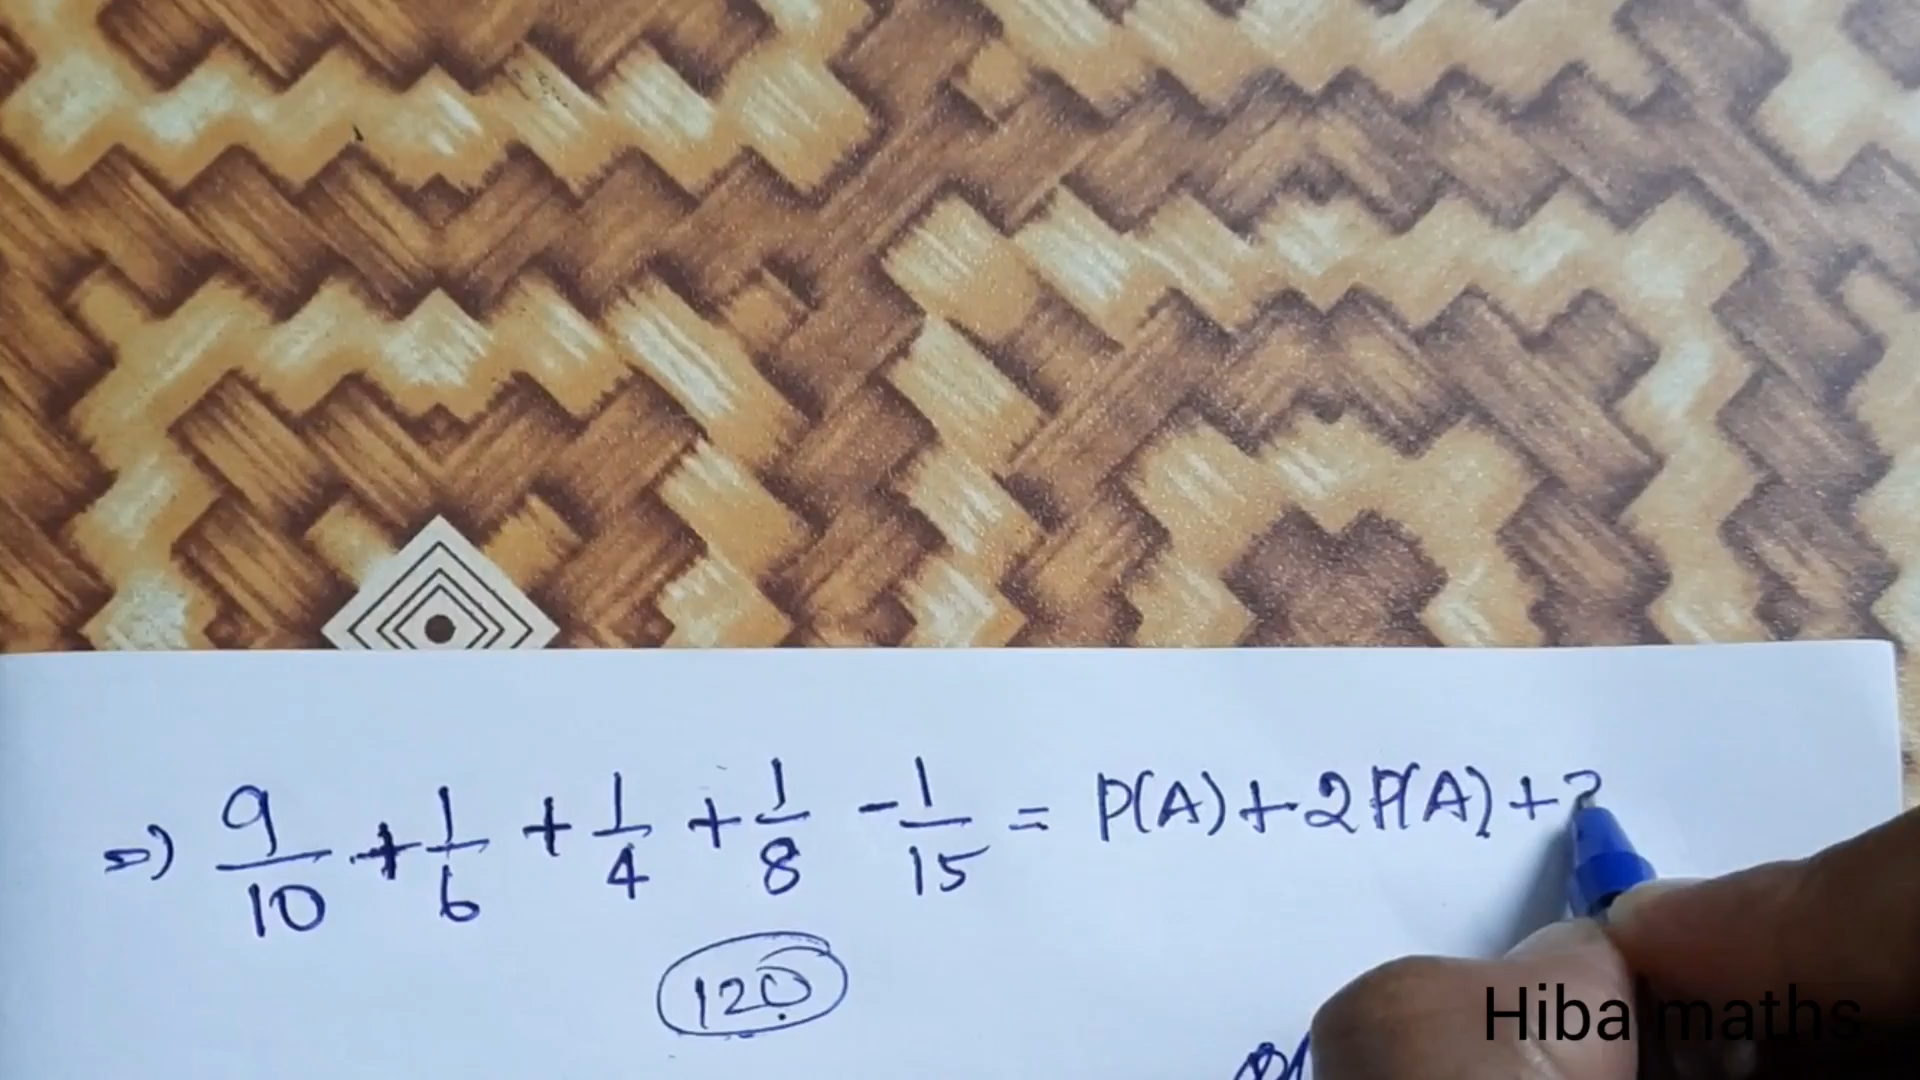 ⇒) 9/10 + 1/6 + 1/4 + 1/8 - 1/15 = P(A) + 2P(A) +
120
Hiba maths